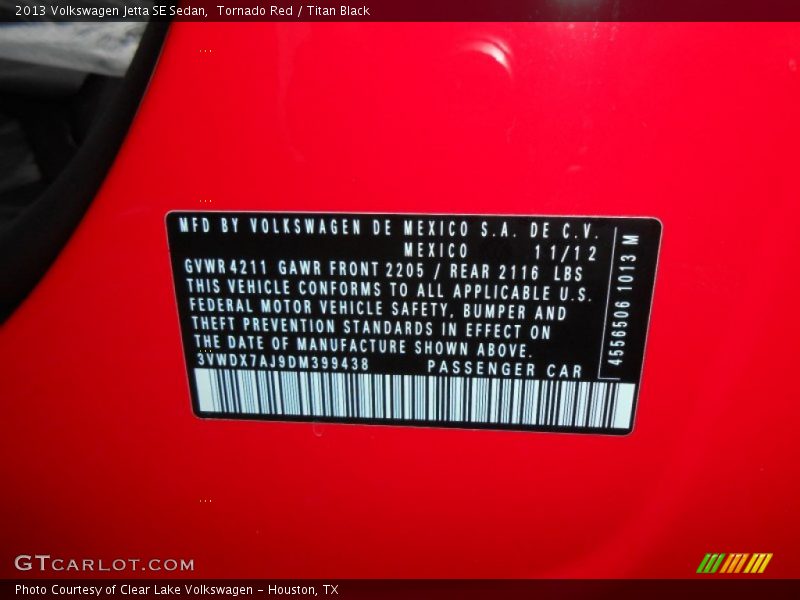 2013 Volkswagen Jetta SE Sedan,  Tornado Red / Titan Black
MFD BY VOLKSWAGEN DE MEXICO S.A. DE C.V.
MEXICO 11/12
GVWR 4211 GAWR FRONT 2205 / REAR 2116 LBS
THIS VEHICLE CONFORMS TO ALL APPLICABLE U.S.
FEDERAL MOTOR VEHICLE SAFETY, BUMPER AND
THEFT PREVENTION STANDARDS IN EFFECT ON
THE DATE OF MANUFACTURE SHOWN ABOVE.
3VWDX7AJ9DM399438 PASSENGER CAR
4556506 1013 M
GTCARLOT.COM
Photo Courtesy of Clear Lake Volkswagen - Houston, TX